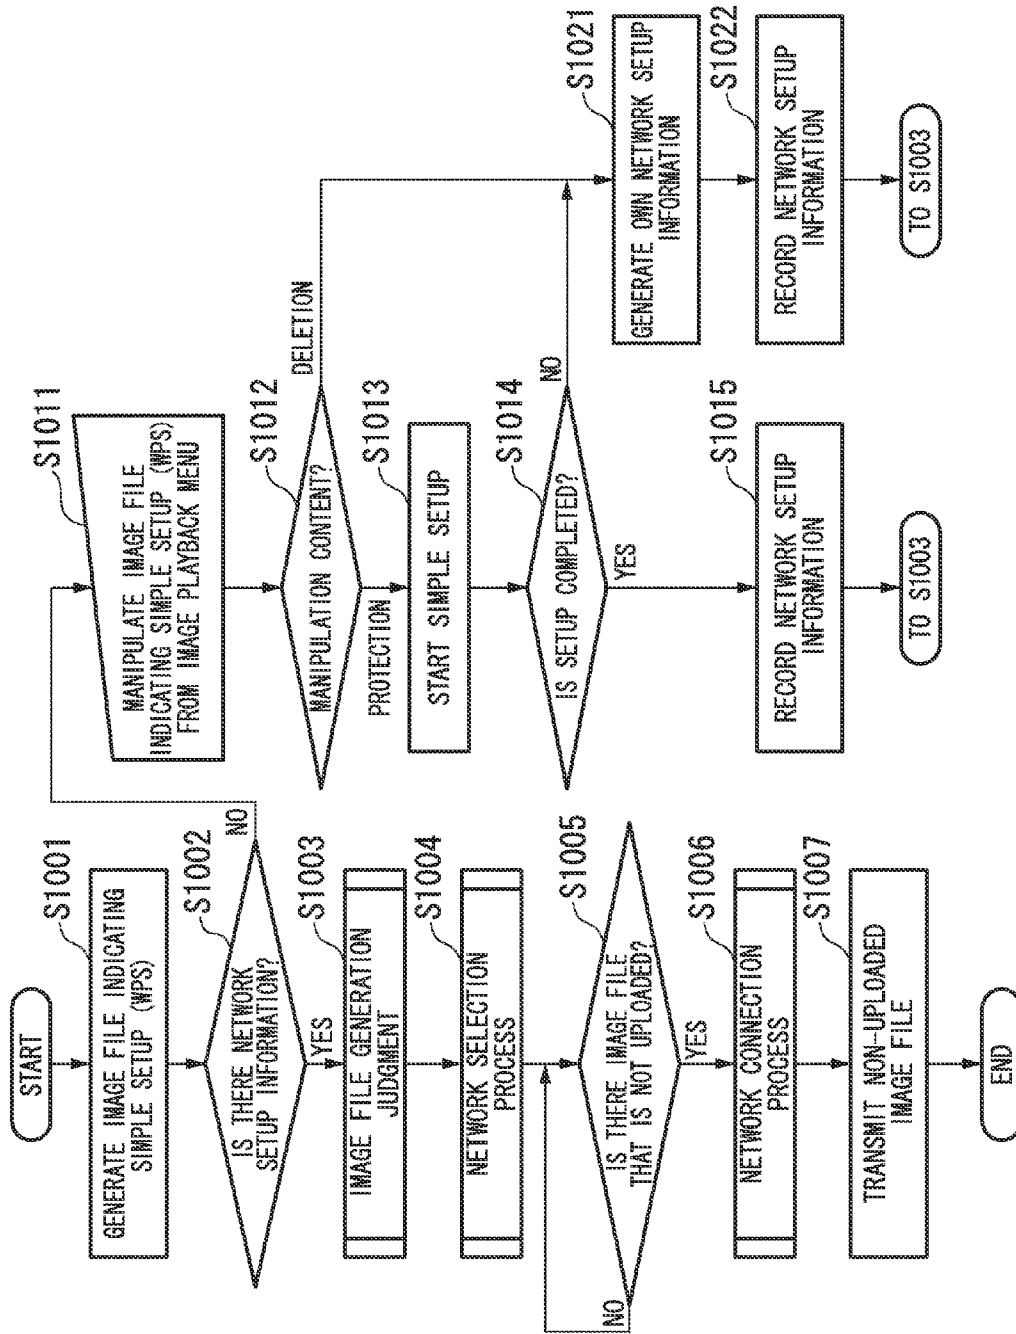 START
S1001
GENERATE IMAGE FILE INDICATING
SIMPLE SETUP (WPS)
S1002
IS THERE NETWORK
SETUP INFORMATION?
NO
YES
S1003
IMAGE FILE GENERATION
JUDGMENT
S1004
NETWORK SELECTION
PROCESS
S1005
IS THERE IMAGE FILE
THAT IS NOT UPLOADED?
NO
YES
S1006
NETWORK CONNECTION
PROCESS
S1007
TRANSMIT NON-UPLOADED
IMAGE FILE
END
S1011
MANIPULATE IMAGE FILE
INDICATING SIMPLE SETUP (WPS)
FROM IMAGE PLAYBACK MENU
S1012
MANIPULATION CONTENT?
DELETION
PROTECTION
S1013
START SIMPLE SETUP
S1014
IS SETUP COMPLETED?
NO
YES
S1015
RECORD NETWORK SETUP
INFORMATION
TO S1003
S1021
GENERATE OWN NETWORK SETUP
INFORMATION
S1022
RECORD NETWORK SETUP
INFORMATION
TO S1003